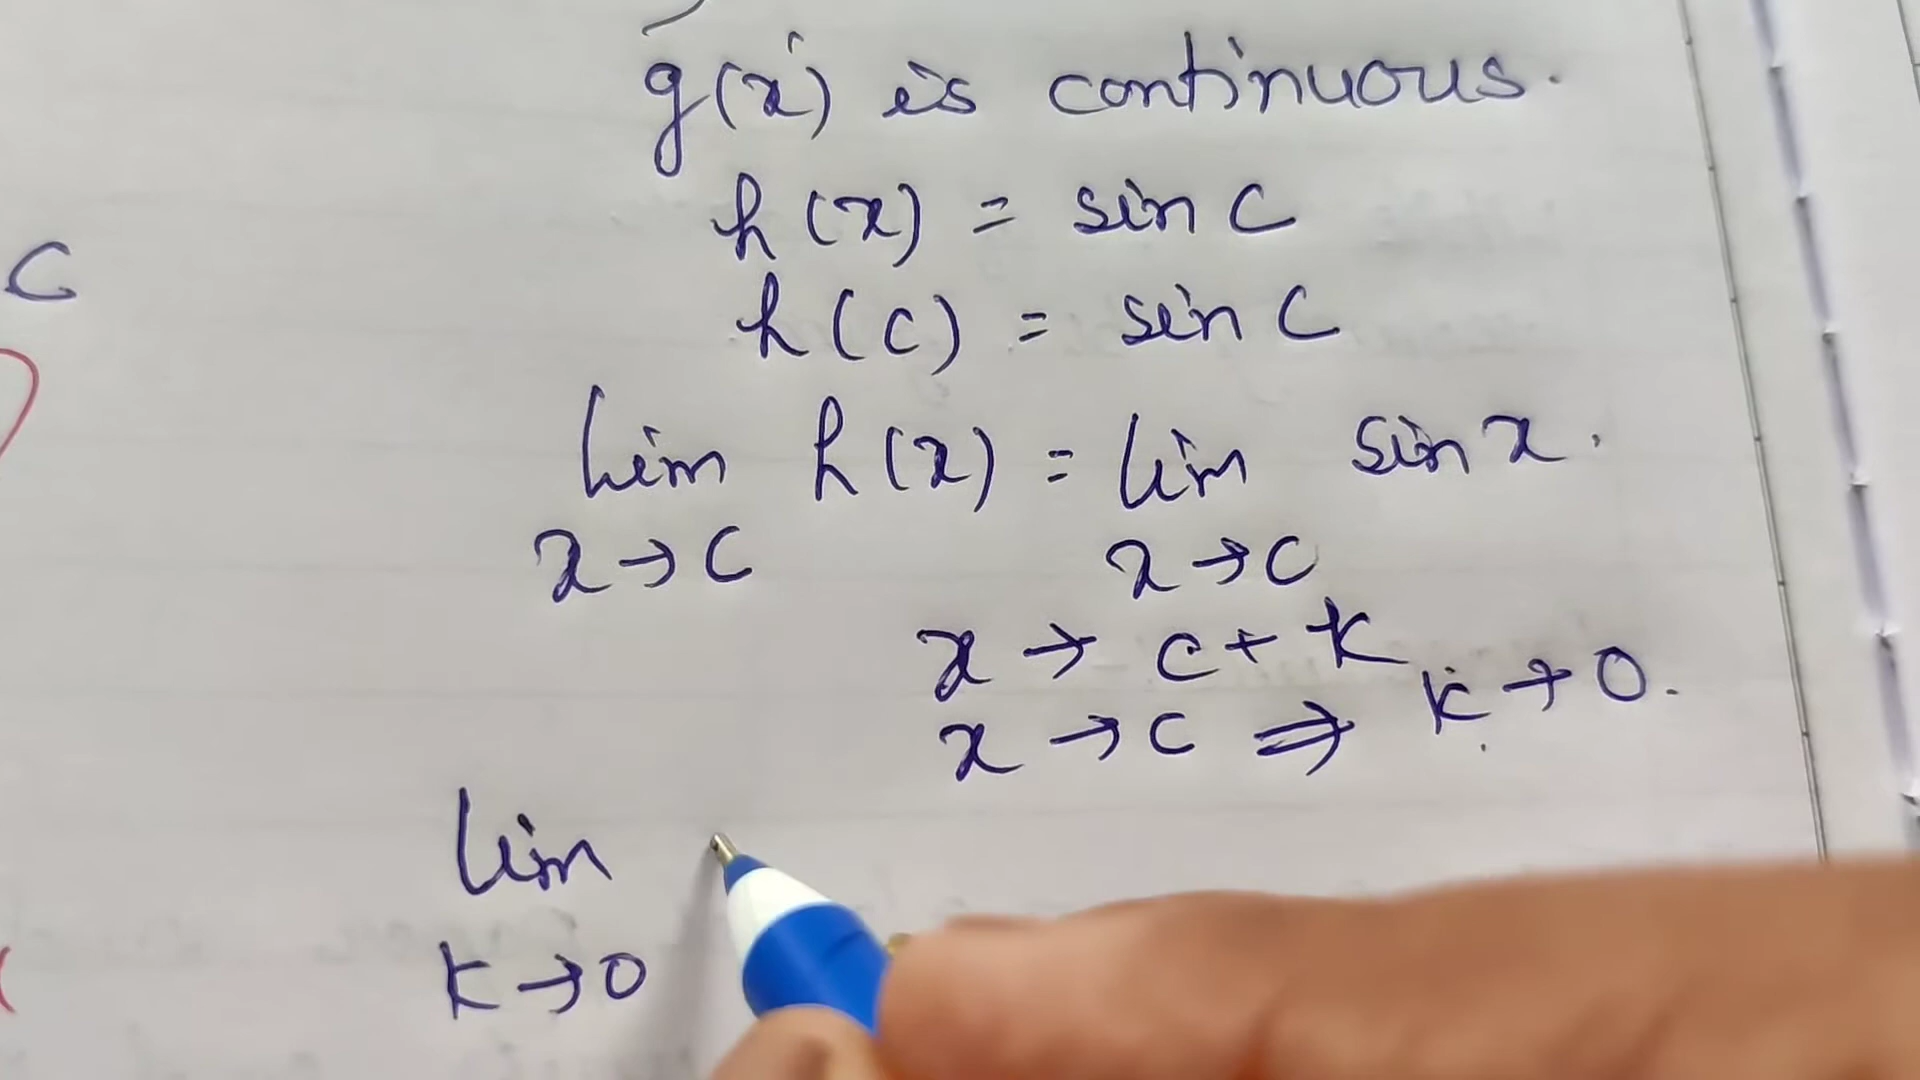 g(x) is continuous.
h(x) = sin c
c
h(c) = sin c
lim h(x) = lim sin x.
x → c x → c
x → c + k
k → 0.
x → c ⇒
lim
k → 0